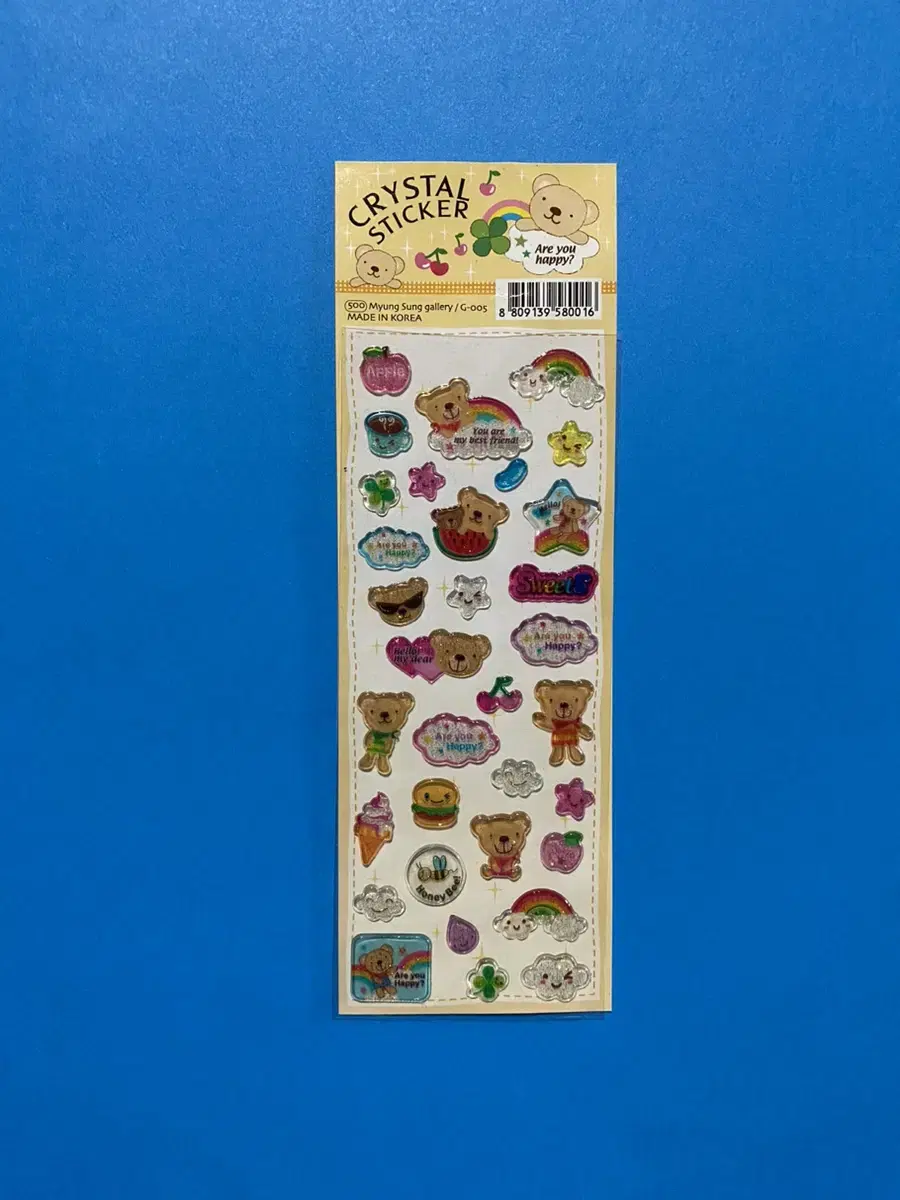 CRYSTAL
STICKER
Are you
happy?
500 Myung Sung gallery / G-005
MADE IN KOREA
8 809139 580016
Apple
You are
my best friend!
Hello!
Are you
Happy?
Sweets
Are you
Happy?
Hello!
my dear
Are you
Happy?
Honey Bee!
Are you
Happy?